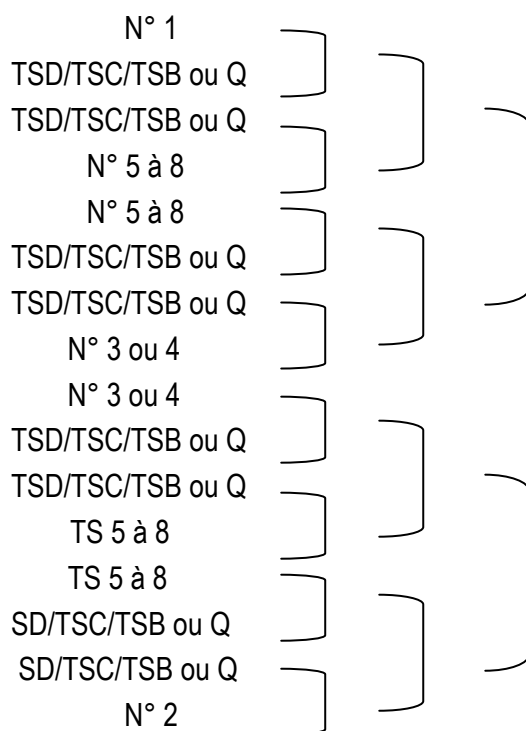 N° 1
TSD/TSC/TSB ou Q
TSD/TSC/TSB ou Q
N° 5 à 8
N° 5 à 8
TSD/TSC/TSB ou Q
TSD/TSC/TSB ou Q
N° 3 ou 4
N° 3 ou 4
TSD/TSC/TSB ou Q
TSD/TSC/TSB ou Q
TS 5 à 8
TS 5 à 8
SD/TSC/TSB ou Q
SD/TSC/TSB ou Q
N° 2